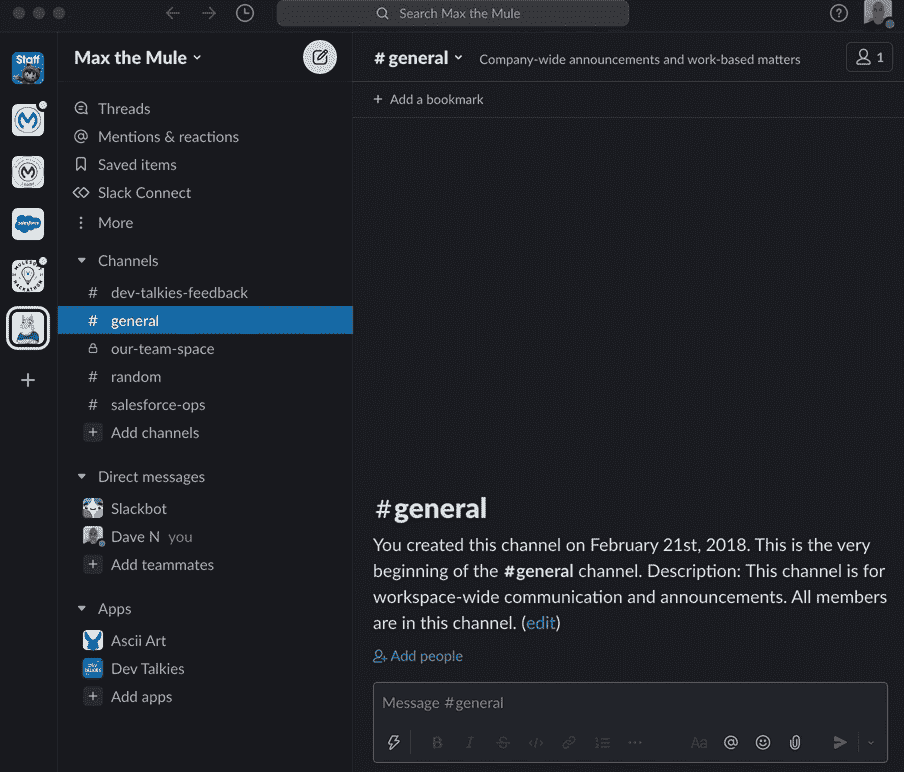 Search Max the Mule
Staff
Max the Mule
# general
Company-wide announcements and work-based matters
1
+ Add a bookmark
Threads
Mentions & reactions
Saved items
Slack Connect
More
Channels
# dev-talkies-feedback
# general
our-team-space
# random
# salesforce-ops
+ Add channels
Direct messages
Slackbot
Dave N you
+ Add teammates
Apps
Ascii Art
Dev Talkies
+ Add apps
salesforce
#general
You created this channel on February 21st, 2018. This is the very
beginning of the #general channel. Description: This channel is for
workspace-wide communication and announcements. All members
are in this channel. (edit)
Add people
Message #general
B I S </> Aa @